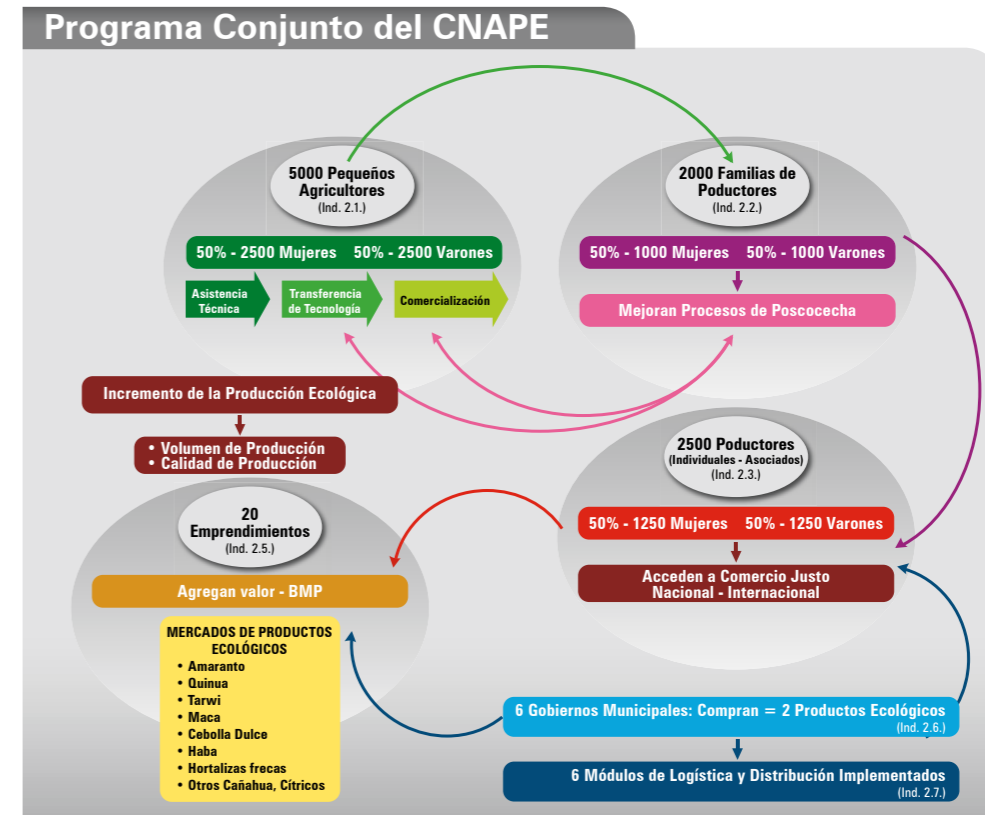 Programa Conjunto del CNAPE
5000 Pequeños
Agricultores
(Ind. 2.1.)
50% - 2500 Mujeres 50% - 2500 Varones
Asistencia
Técnica
Transferencia
de Tecnología
Comercialización
2000 Familias de
Poductores
(Ind. 2.2.)
50% - 1000 Mujeres 50% - 1000 Varones
Mejoran Procesos de Poscocecha
Incremento de la Producción Ecológica
• Volumen de Producción
• Calidad de Producción
2500 Poductores
(Individuales - Asociados)
(Ind. 2.3.)
50% - 1250 Mujeres 50% - 1250 Varones
Acceden a Comercio Justo
Nacional - Internacional
20
Emprendimientos
(Ind. 2.5.)
Agregan valor - BMP
MERCADOS DE PRODUCTOS
ECOLÓGICOS
• Amaranto
• Quinua
• Tarwi
• Maca
• Cebolla Dulce
• Haba
• Hortalizas frecas
• Otros Cañahua, Cítricos
6 Gobiernos Municipales: Compran = 2 Productos Ecológicos
(Ind. 2.6.)
6 Módulos de Logística y Distribución Implementados
(Ind. 2.7.)